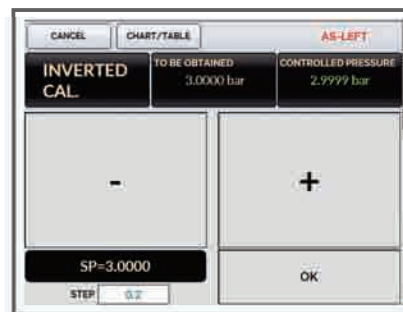 CANCEL
CHART/TABLE
AS-LEFT
INVERTED
CAL.
TO BE OBTAINED
3.0000 bar
CONTROLLED PRESSURE
2.9999 bar
-
+
SP=3.0000
OK
STEP
0.2